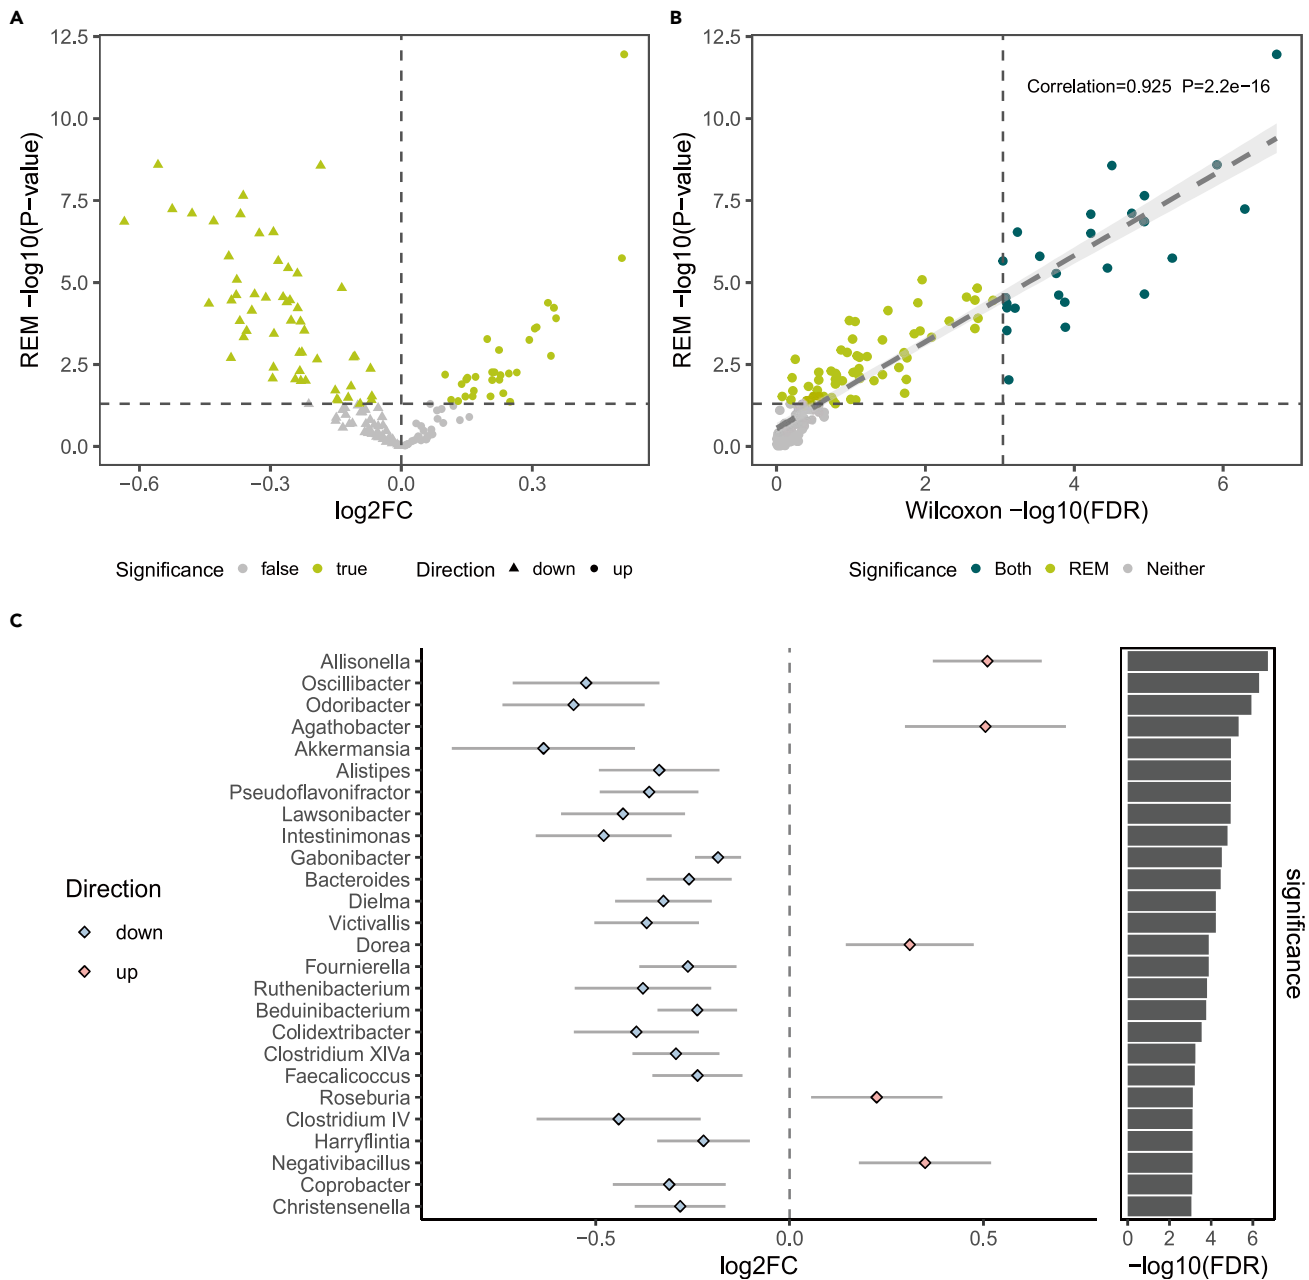 A
12.5
10.0
7.5
5.0
2.5
0.0
REM −log10(P−value)
−0.6
−0.3
0.0
0.3
log2FC
Significance false true Direction down up
B
12.5
10.0
7.5
5.0
2.5
0.0
REM −log10(P−value)
Correlation=0.925 P=2.2e−16
0
2
4
6
Wilcoxon −log10(FDR)
Significance Both REM Neither
C
Direction
down
up
Allisonella
Oscillibacter
Odoribacter
Agathobacter
Akkermansia
Alistipes
Pseudoflavonifractor
Lawsonibacter
Intestinimonas
Gabonibacter
Bacteroides
Dielma
Victivallis
Dorea
Fournierella
Ruthenibacterium
Beduinibacterium
Colidextribacter
Clostridium XIVa
Faecalicoccus
Roseburia
Clostridium IV
Harryflintia
Negativibacillus
Coprobacter
Christensenella
−0.5
0.0
0.5
log2FC
significance
0
2
4
6
−log10(FDR)